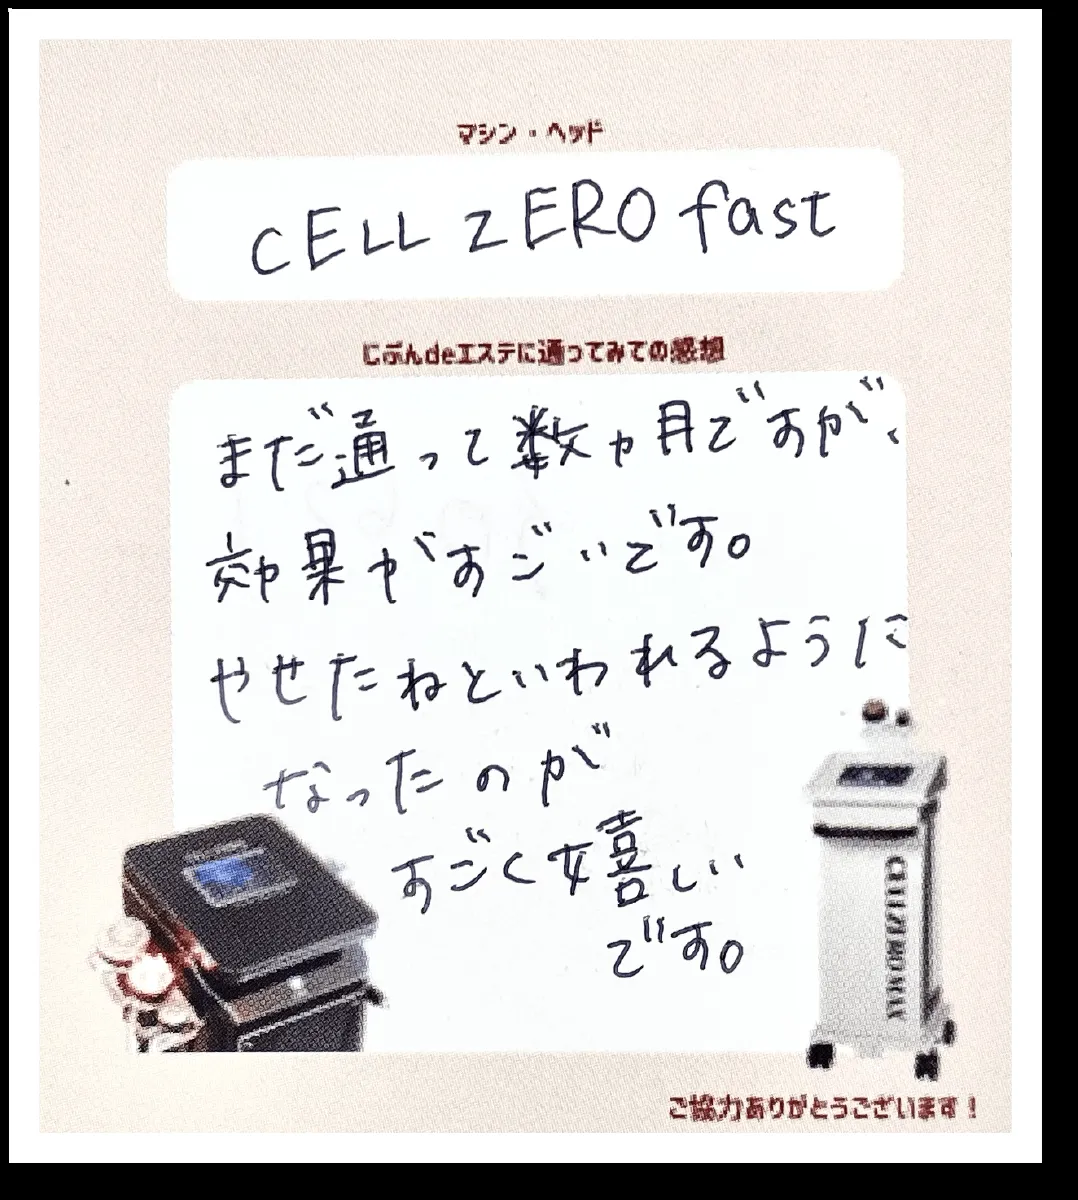 マシン・ヘッド
CELL ZERO fast
じぶんdeエステに通ってみての感想
まだ通って数ヶ月ですが、
効果がすごいです。
やせたねといわれるように
なったのが
すごく嬉しい
です。
CELLZERO MAX
ご協力ありがとうございます！